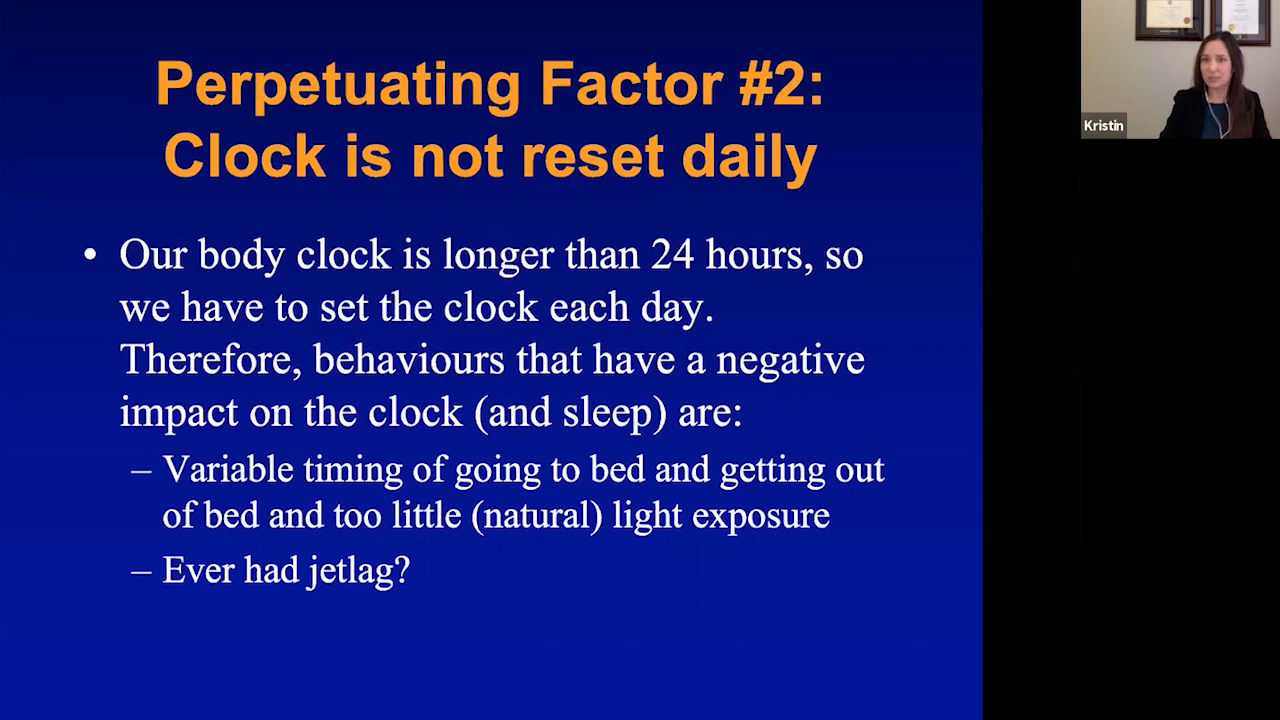 Perpetuating Factor #2:
Clock is not reset daily
• Our body clock is longer than 24 hours, so
we have to set the clock each day.
Therefore, behaviours that have a negative
impact on the clock (and sleep) are:
– Variable timing of going to bed and getting out
of bed and too little (natural) light exposure
– Ever had jetlag?
Kristin